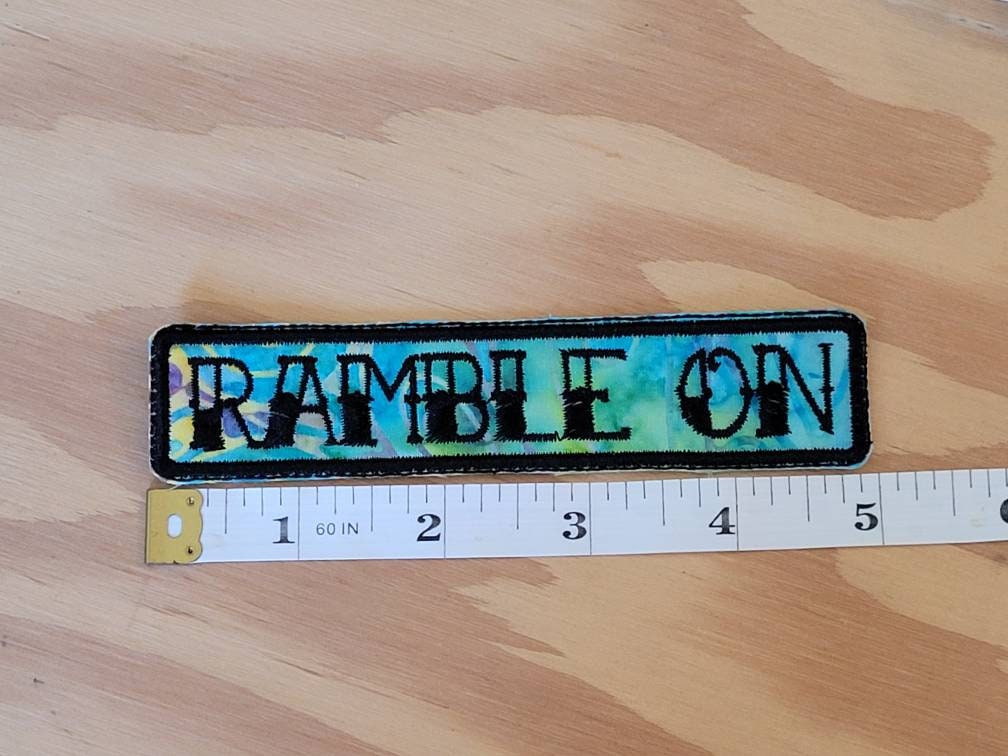 RAMBLE ON
1 60 IN 2 3 4 5